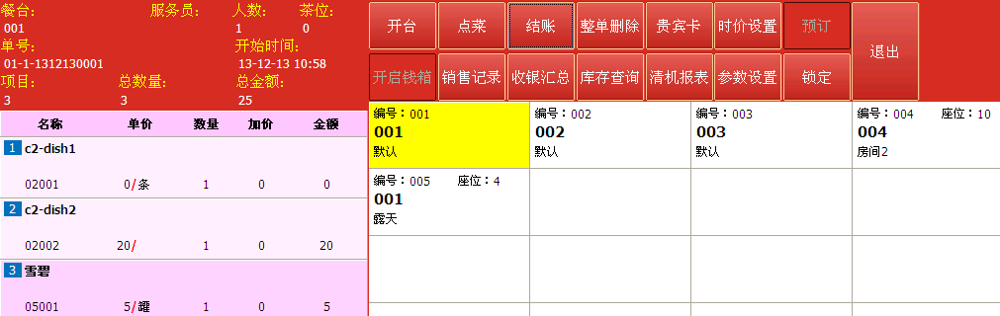 餐台: 服务员: 人数: 茶位:
001 1 0
单号: 开始时间:
01-1-1312130001 13-12-13 10:58
项目: 总数量: 总金额:
3 3 25
开台 点菜 结账 整单删除 贵宾卡 时价设置 预订 退出
开启钱箱 销售记录 收银汇总 库存查询 清机报表 参数设置 锁定
名称 单价 数量 加价 金额
1 c2-dish1
02001 0/条 1 0 0
2 c2-dish2
02002 20/ 1 0 20
3 雪碧
05001 5/罐 1 0 5
编号：001
001
默认
编号：002
002
默认
编号：003
003
默认
编号：004 座位：10
004
房间2
编号：005 座位：4
001
露天